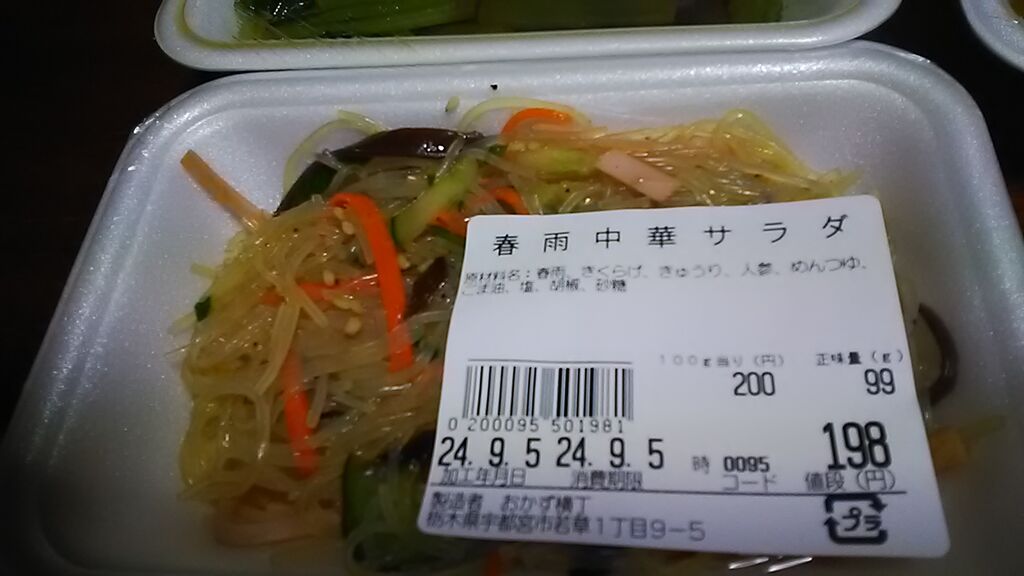 春雨中華サラダ
原材料名:春雨、きくらげ、きゅうり、人参、めんつゆ、
ごま油、塩、胡椒、砂糖
100g当り(円) 正味量(g)
200 99
0 200095 501981
24. 9. 5 24. 9. 5 時 0095 198
加工年月日 消費期限 コード 値段(円)
製造者 おかず横丁
栃木県宇都宮市若草1丁目9-5
プラ